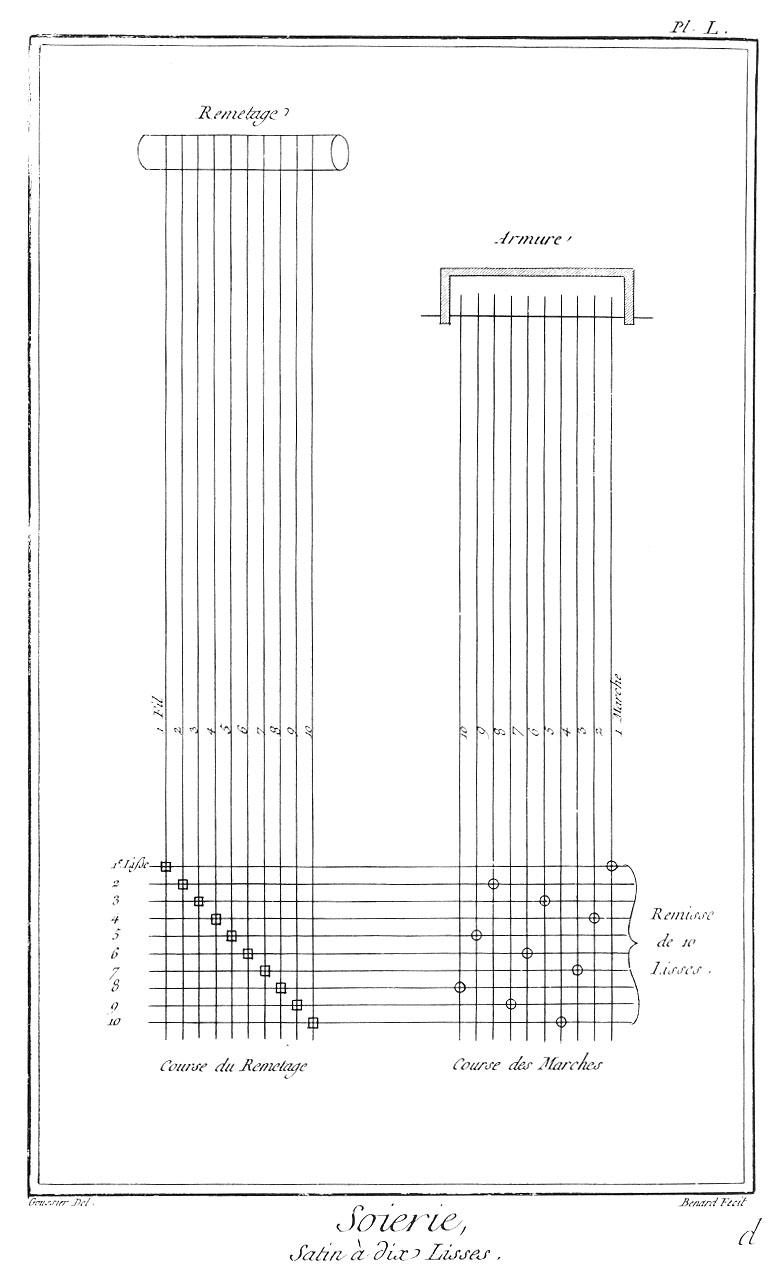 Pl. L.
Remetage
Armure
1 Fil
2
3
4
5
6
7
8
9
10
10
9
8
7
6
5
4
3
2
1 Marche
1.e Lisse
2
3
4
5
6
7
8
9
10
Remisse
de 10
Lisses.
Course du Remetage
Course des Marches
Goussier Del.
Benard Fecit
Soierie,
Satin à dix Lisses.
d